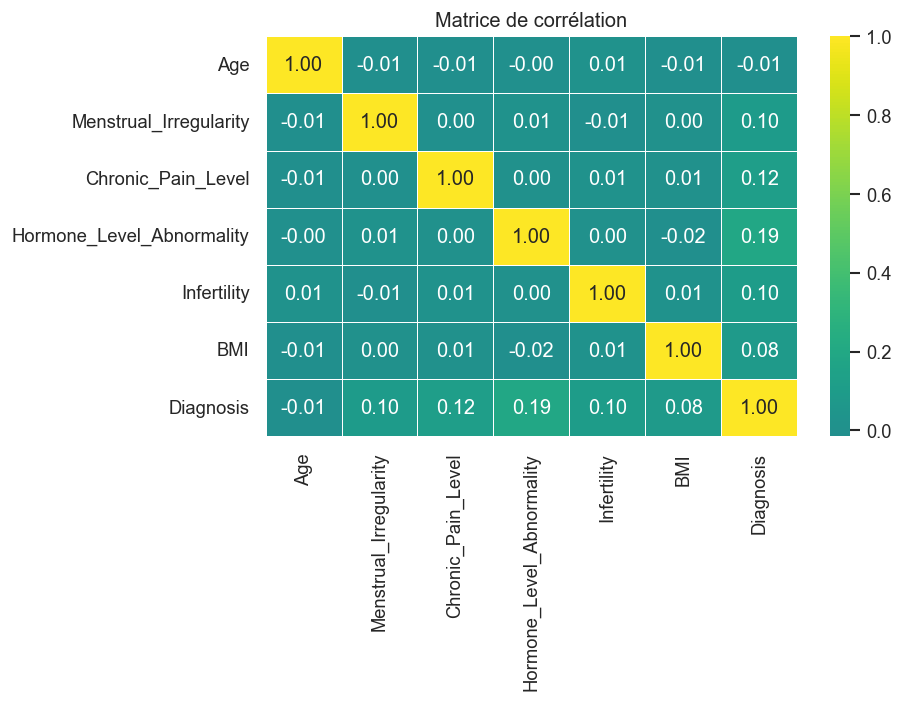 Matrice de corrélation
Age 1.00 -0.01 -0.01 -0.00 0.01 -0.01 -0.01
Menstrual_Irregularity -0.01 1.00 0.00 0.01 -0.01 0.00 0.10
Chronic_Pain_Level -0.01 0.00 1.00 0.00 0.01 0.01 0.12
Hormone_Level_Abnormality -0.00 0.01 0.00 1.00 0.00 -0.02 0.19
Infertility 0.01 -0.01 0.01 0.00 1.00 0.01 0.10
BMI -0.01 0.00 0.01 -0.02 0.01 1.00 0.08
Diagnosis -0.01 0.10 0.12 0.19 0.10 0.08 1.00
Age
Menstrual_Irregularity
Chronic_Pain_Level
Hormone_Level_Abnormality
Infertility
BMI
Diagnosis
1.0
0.8
0.6
0.4
0.2
0.0